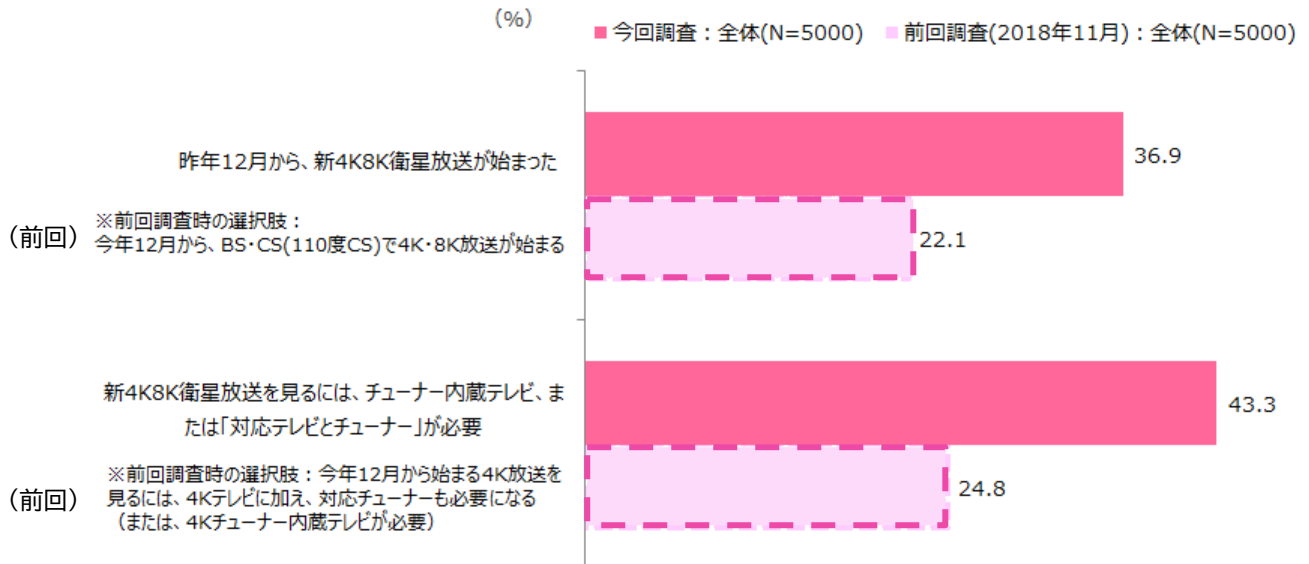 （%）
■今回調査：全体(N=5000) ■前回調査(2018年11月)：全体(N=5000)
昨年12月から、新4K8K衛星放送が始まった
36.9
（前回）
※前回調査時の選択肢：
今年12月から、BS・CS(110度CS)で4K・8K放送が始まる
22.1
新4K8K衛星放送を見るには、チューナー内蔵テレビ、ま
たは「対応テレビとチューナー」が必要
43.3
（前回）
※前回調査時の選択肢：今年12月から始まる4K放送を
見るには、4Kテレビに加え、対応チューナーも必要になる
（または、4Kチューナー内蔵テレビが必要）
24.8